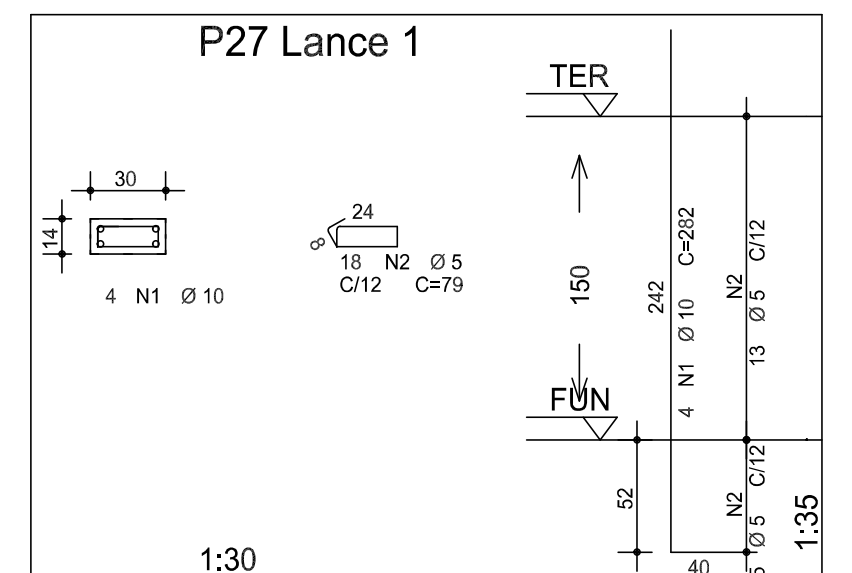 P27 Lance 1
TER
30
14
4 N1 Ø 10
24
8
18 N2 Ø 5
C/12 C=79
150
242
4 N1 Ø 10 C=282
N2
13 Ø 5 C/12
FUN
52
N2
Ø 5 C/12
40
1:30
1:35